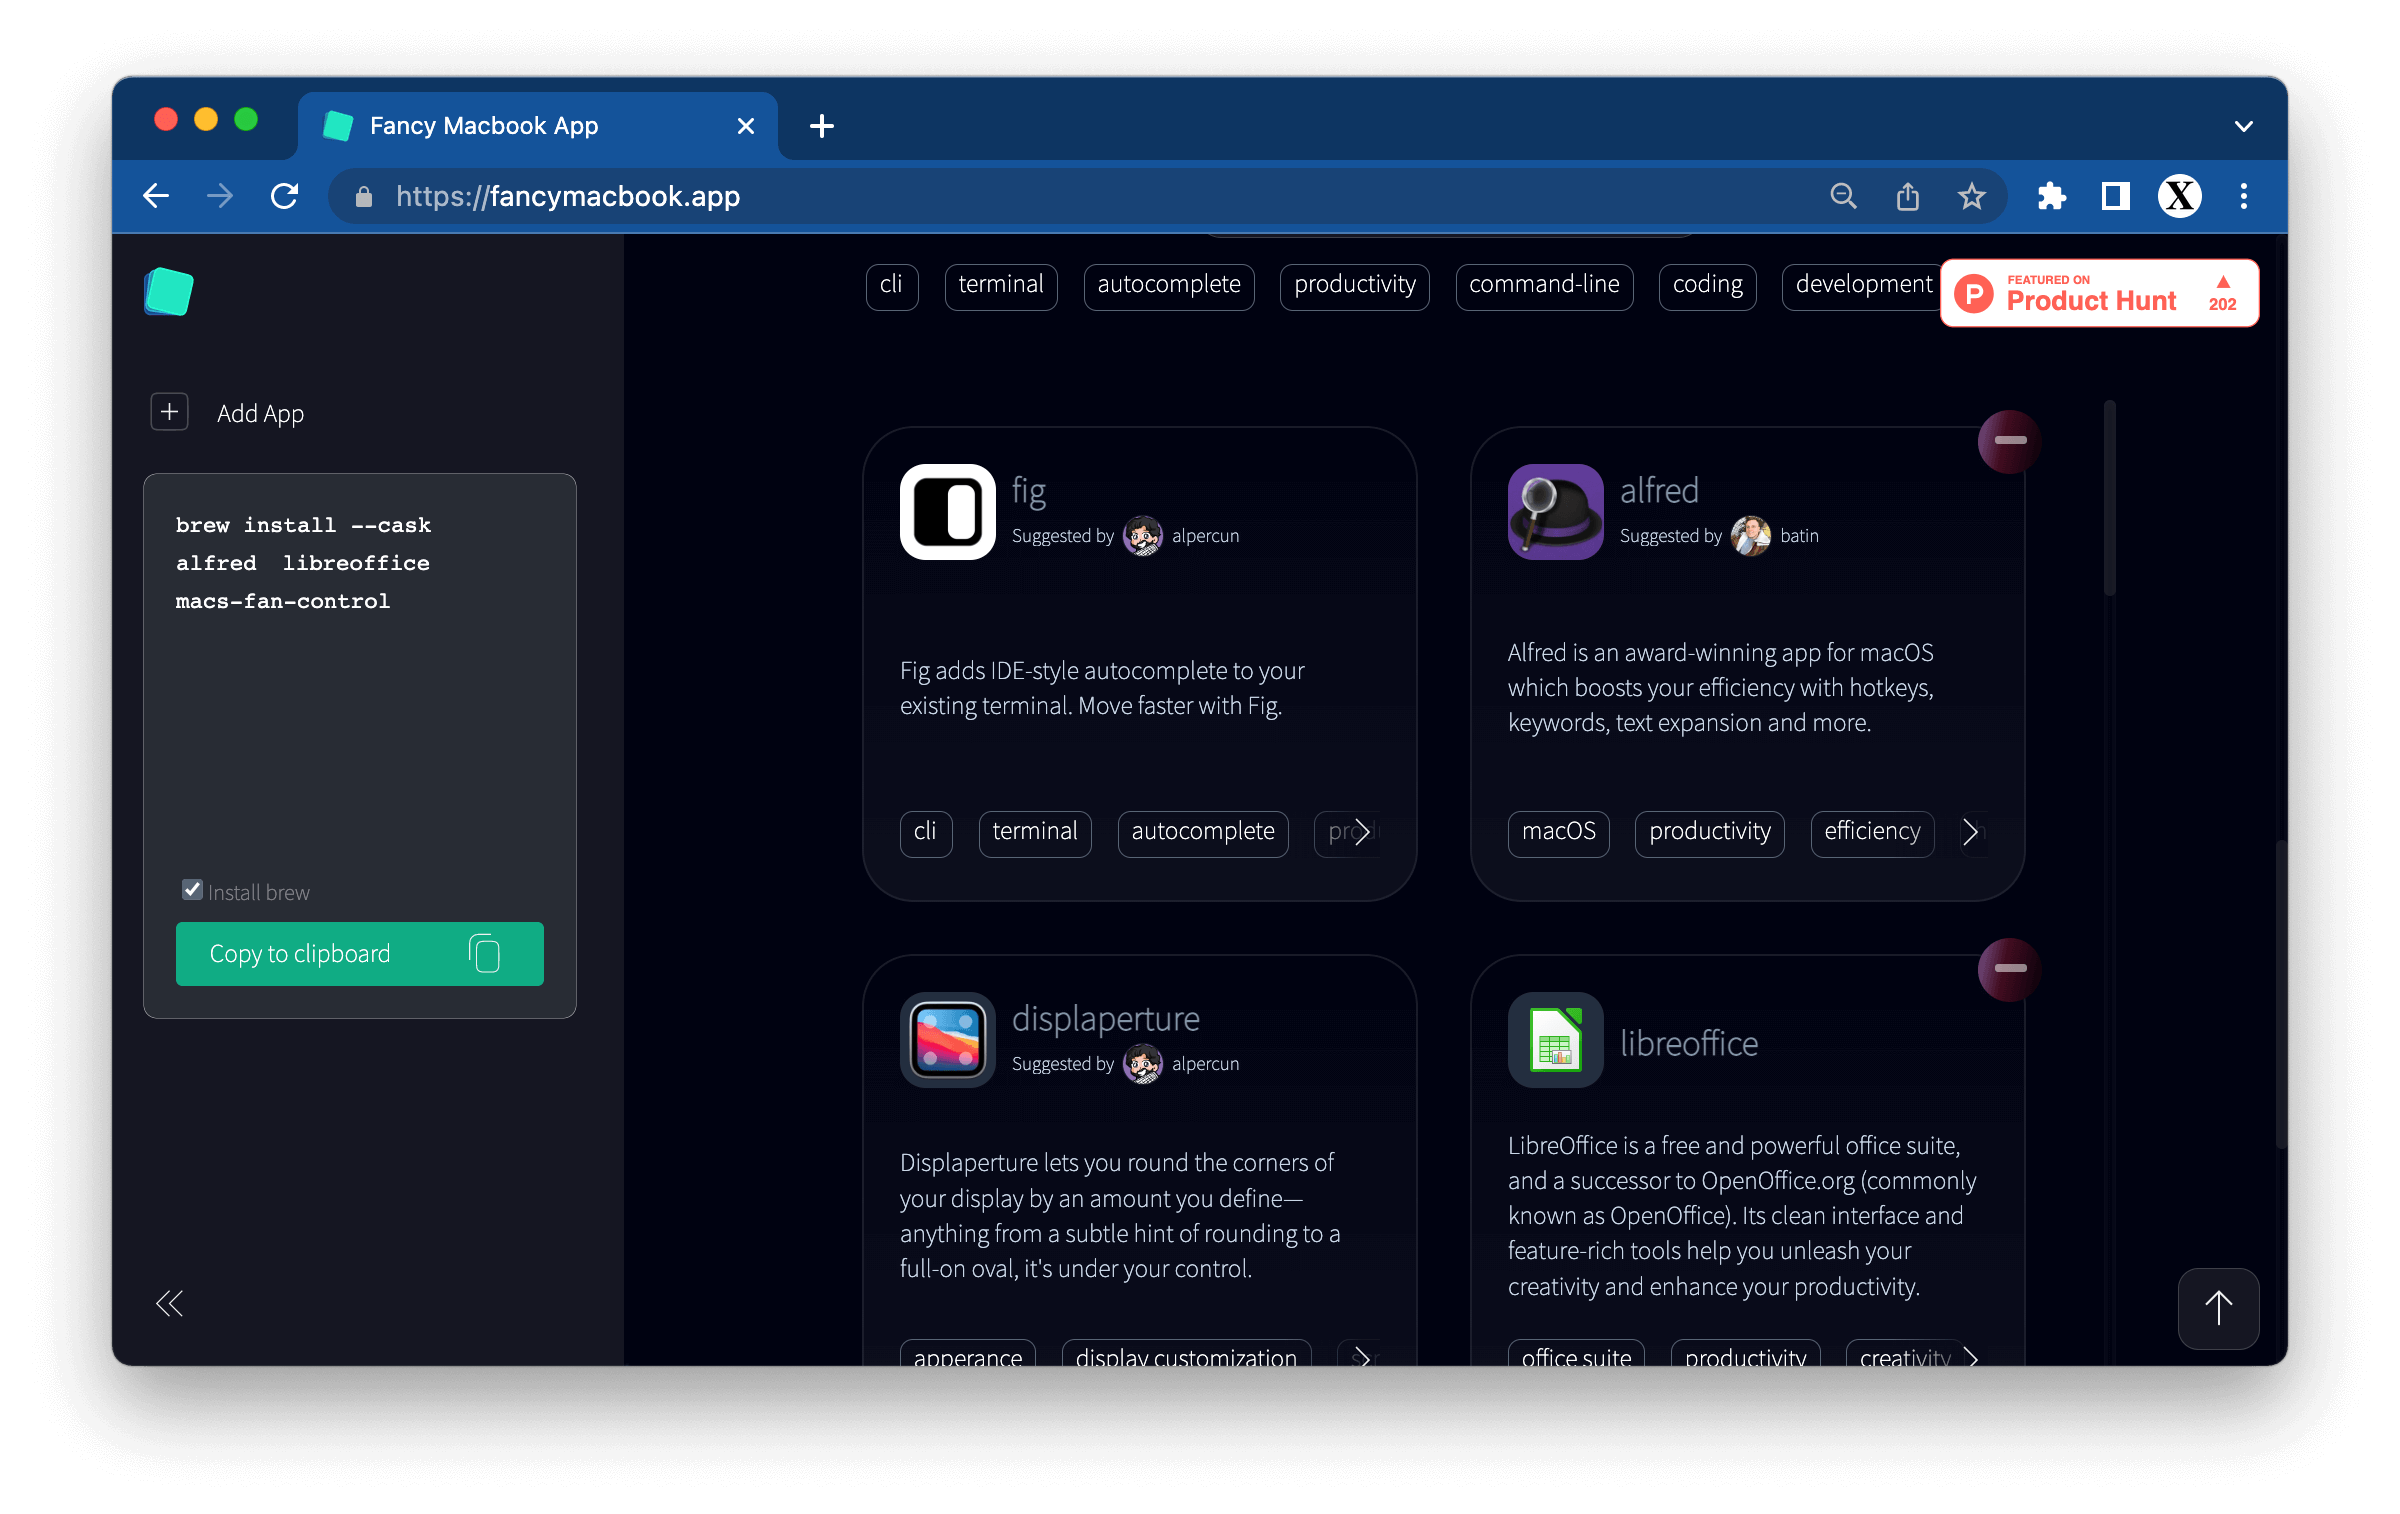 Fancy Macbook App
https://fancymacbook.app
cli terminal autocomplete productivity command-line coding development
FEATURED ON
Product Hunt
202
Add App
brew install --cask
alfred libreoffice
macs-fan-control
Install brew
Copy to clipboard
fig
Suggested by alpercun
Fig adds IDE-style autocomplete to your
existing terminal. Move faster with Fig.
cli terminal autocomplete
alfred
Suggested by batin
Alfred is an award-winning app for macOS
which boosts your efficiency with hotkeys,
keywords, text expansion and more.
macOS productivity efficiency
displaperture
Suggested by alpercun
Displaperture lets you round the corners of
your display by an amount you define—
anything from a subtle hint of rounding to a
full-on oval, it's under your control.
apperance display customization
libreoffice
LibreOffice is a free and powerful office suite,
and a successor to OpenOffice.org (commonly
known as OpenOffice). Its clean interface and
feature-rich tools help you unleash your
creativity and enhance your productivity.
office suite productivity creativity